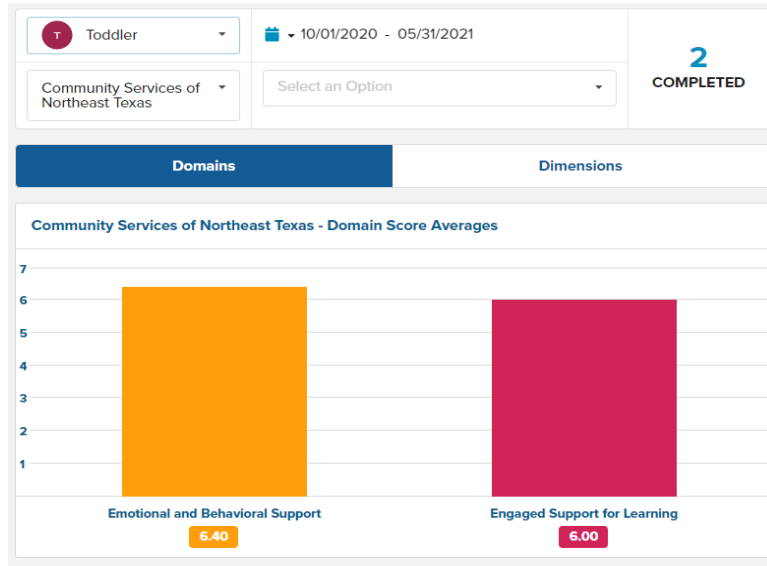 T Toddler
10/01/2020 - 05/31/2021
2
COMPLETED
Community Services of
Northeast Texas
Select an Option
Domains
Dimensions
Community Services of Northeast Texas - Domain Score Averages
7
6
5
4
3
2
1
Emotional and Behavioral Support
6.40
Engaged Support for Learning
6.00